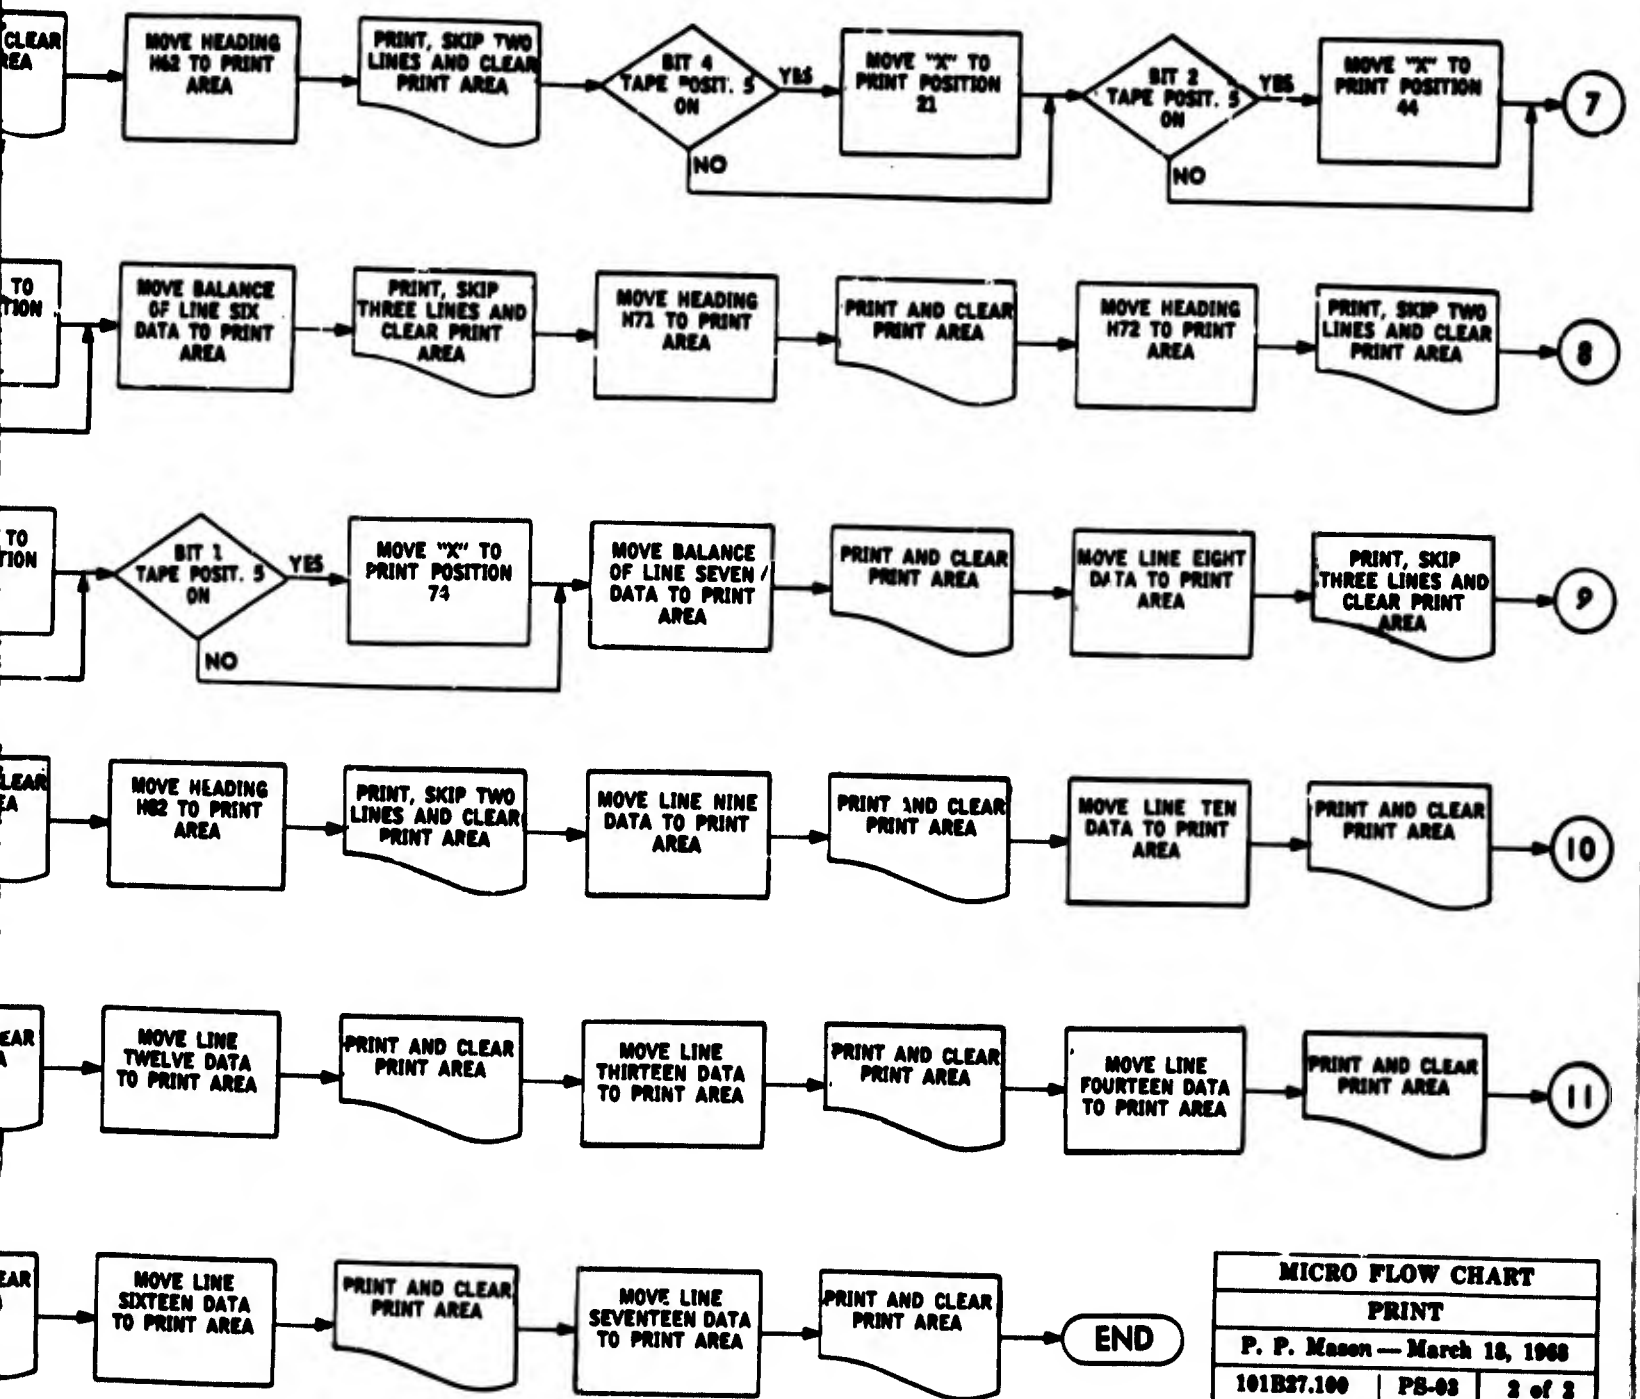 CLEAR
REA
MOVE HEADING
H62 TO PRINT
AREA
PRINT, SKIP TWO
LINES AND CLEAR
PRINT AREA
BIT 4
TAPE POSIT. 5
ON
YES
NO
MOVE "X" TO
PRINT POSITION
21
BIT 2
TAPE POSIT. 5
ON
YES
NO
MOVE "X" TO
PRINT POSITION
44
7
TO
TION
MOVE BALANCE
OF LINE SIX
DATA TO PRINT
AREA
PRINT, SKIP
THREE LINES AND
CLEAR PRINT
AREA
MOVE HEADING
H71 TO PRINT
AREA
PRINT AND CLEAR
PRINT AREA
MOVE HEADING
H72 TO PRINT
AREA
PRINT, SKIP TWO
LINES AND CLEAR
PRINT AREA
8
TO
TION
BIT 1
TAPE POSIT. 5
ON
YES
NO
MOVE "X" TO
PRINT POSITION
MOVE BALANCE
OF LINE SEVEN
DATA TO PRINT
AREA
PRINT AND CLEAR
PRINT AREA
MOVE LINE EIGHT
DATA TO PRINT
AREA
PRINT, SKIP
THREE LINES AND
CLEAR PRINT
AREA
9
LEAR
EA
MOVE HEADING
H82 TO PRINT
AREA
PRINT, SKIP TWO
LINES AND CLEAR
PRINT AREA
MOVE LINE NINE
DATA TO PRINT
AREA
PRINT AND CLEAR
PRINT AREA
MOVE LINE TEN
DATA TO PRINT
AREA
PRINT AND CLEAR
PRINT AREA
10
EAR
A
MOVE LINE
TWELVE DATA
TO PRINT AREA
PRINT AND CLEAR
PRINT AREA
MOVE LINE
THIRTEEN DATA
TO PRINT AREA
PRINT AND CLEAR
PRINT AREA
MOVE LINE
FOURTEEN DATA
TO PRINT AREA
PRINT AND CLEAR
PRINT AREA
11
EAR
MOVE LINE
SIXTEEN DATA
TO PRINT AREA
PRINT AND CLEAR
PRINT AREA
MOVE LINE
SEVENTEEN DATA
TO PRINT AREA
PRINT AND CLEAR
PRINT AREA
END
MICRO FLOW CHART
PRINT
P. P. Mason — March 18, 1968
101B27.100 PS-03 2 of 2